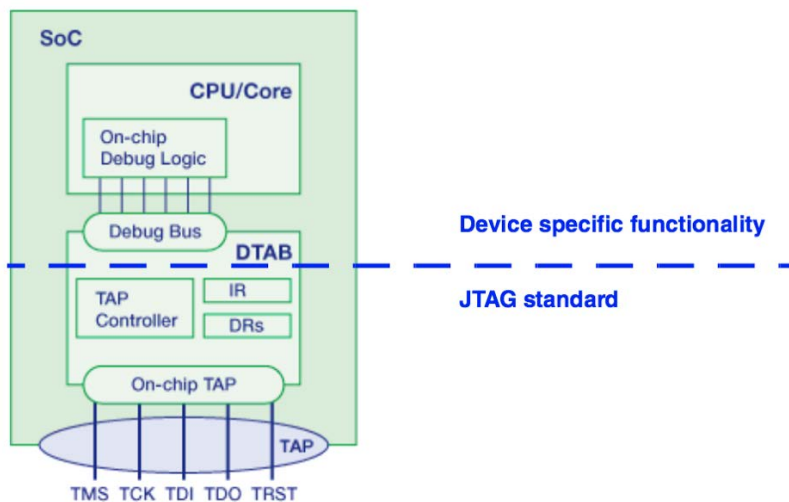 SoC
CPU/Core
On-chip
Debug Logic
Debug Bus
Device specific functionality
DTAB
JTAG standard
TAP
Controller
IR
DRs
On-chip TAP
TAP
TMS TCK TDI TDO TRST